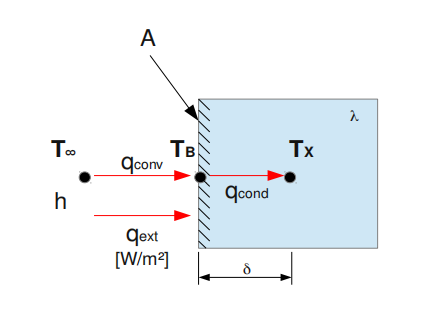 A
λ
T∞
qconv
TB
Tx
h
qcond
qext
[W/m²]
δ